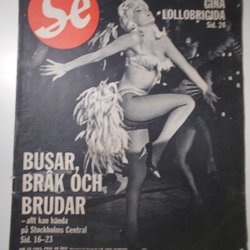 Se
GINA
LOLLOBRIGIDA
Sid. 24
BUSAR,
BRÅK OCH
BRUDAR
– allt kan hända
på Stockholms Central
Sid. 16–23